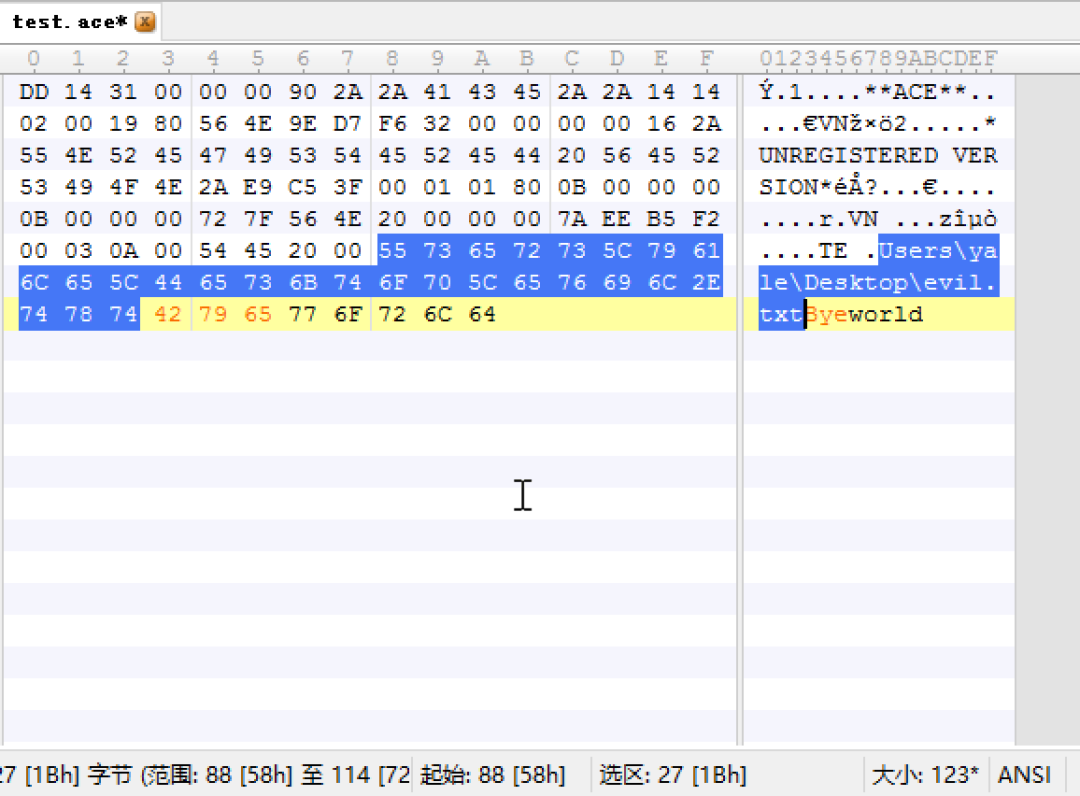 test.ace*
0 1 2 3 4 5 6 7 8 9 A B C D E F 0123456789ABCDEF
DD 14 31 00 00 00 90 2A 2A 41 43 45 2A 2A 14 14 Ý.1....**ACE**..
02 00 19 80 56 4E 9E D7 F6 32 00 00 00 00 16 2A ...€VNž×ö2.....*
55 4E 52 45 47 49 53 54 45 52 45 44 20 56 45 52 UNREGISTERED VER
53 49 4F 4E 2A E9 C5 3F 00 01 01 80 0B 00 00 00 SION*éÅ?...€....
0B 00 00 00 72 7F 56 4E 20 00 00 00 7A EE B5 F2 ....r.VN ...zîµò
00 03 0A 00 54 45 20 00 55 73 65 72 73 5C 79 61 ....TE .Users\ya
6C 65 5C 44 65 73 6B 74 6F 70 5C 65 76 69 6C 2E le\Desktop\evil.
74 78 74 42 79 65 77 6F 72 6C 64 txtByeworld
27 [1Bh] 字节 (范围: 88 [58h] 至 114 [72 起始: 88 [58h] 选区: 27 [1Bh] 大小: 123* ANSI